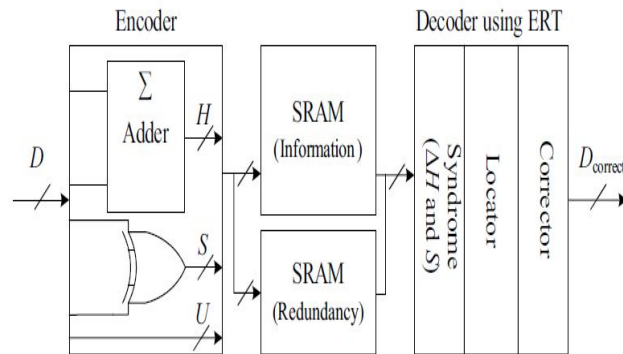 Encoder
Decoder using ERT
Σ
Adder
H
D
S
U
SRAM
(Information)
SRAM
(Redundancy)
Syndrome
(ΔH and S)
Locator
Corrector
Dcorrect